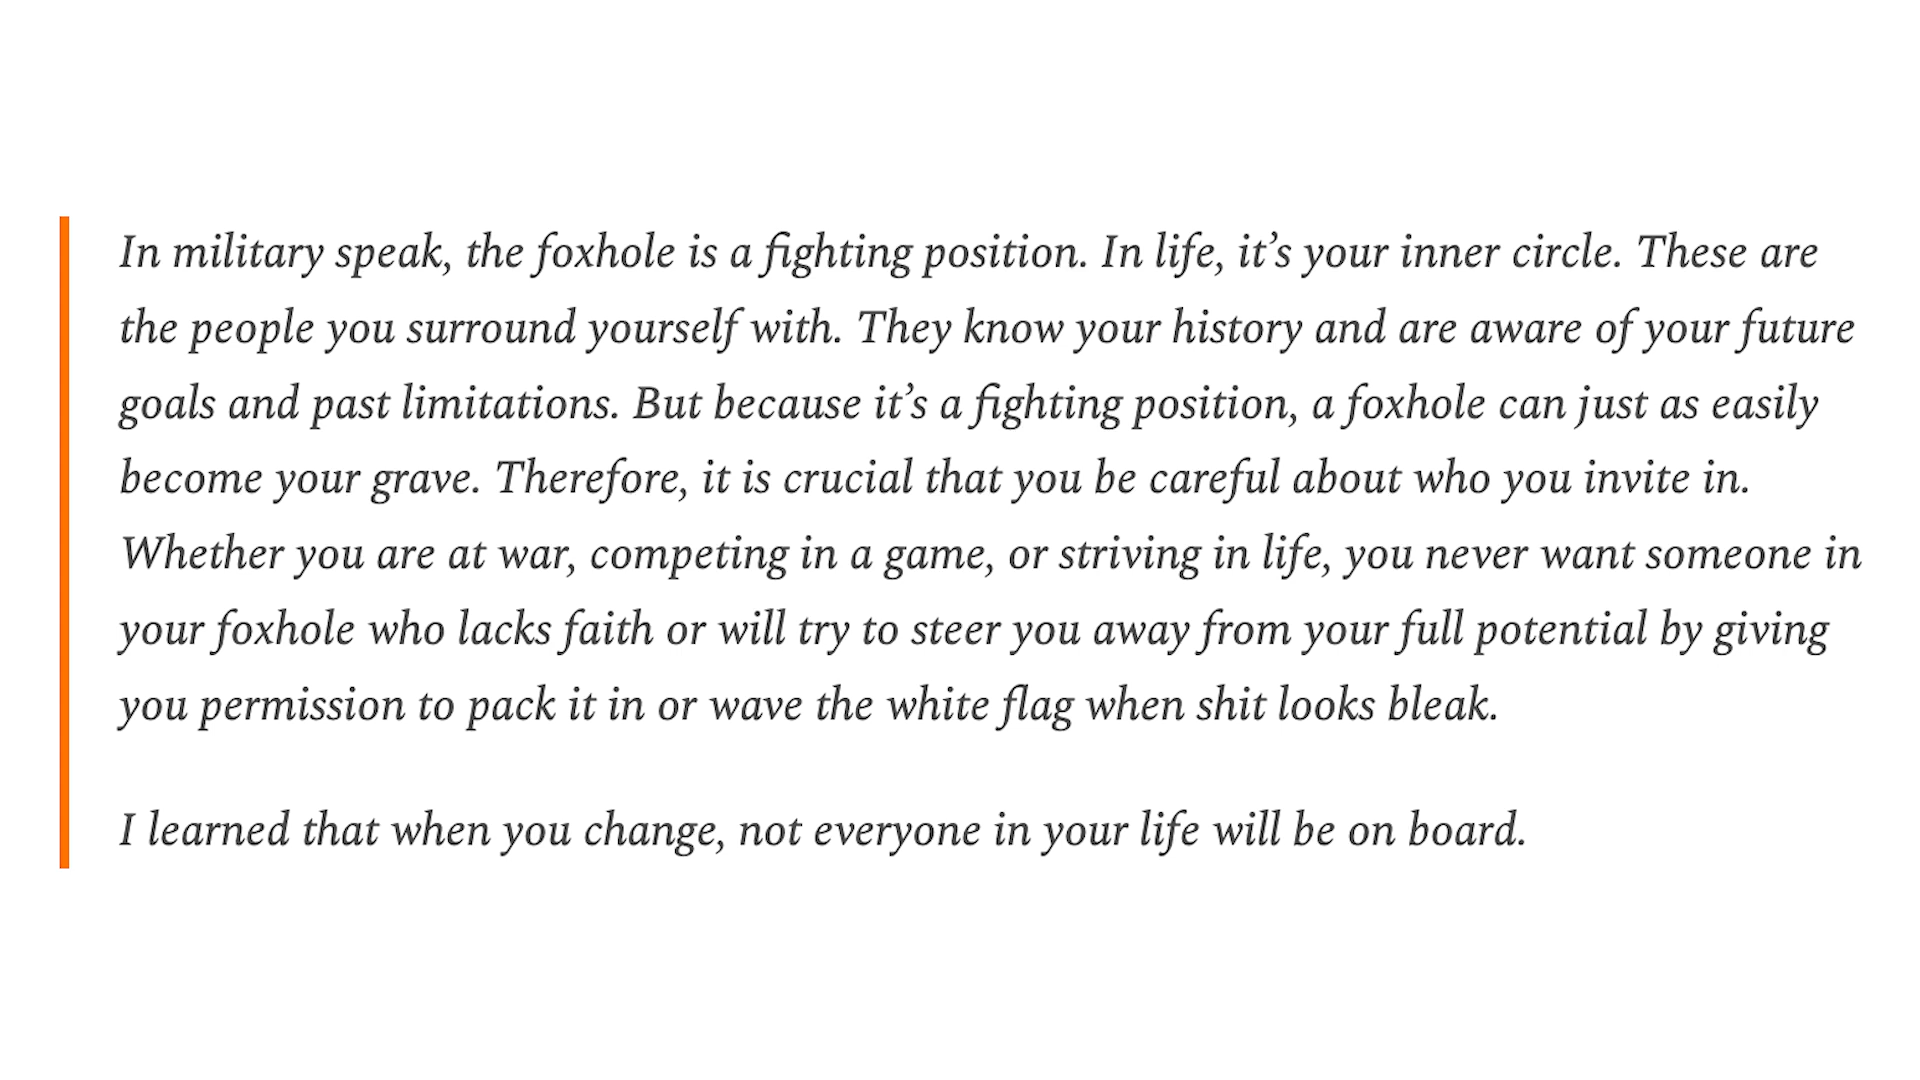 In military speak, the foxhole is a fighting position. In life, it’s your inner circle. These are
the people you surround yourself with. They know your history and are aware of your future
goals and past limitations. But because it’s a fighting position, a foxhole can just as easily
become your grave. Therefore, it is crucial that you be careful about who you invite in.
Whether you are at war, competing in a game, or striving in life, you never want someone in
your foxhole who lacks faith or will try to steer you away from your full potential by giving
you permission to pack it in or wave the white flag when shit looks bleak.
I learned that when you change, not everyone in your life will be on board.